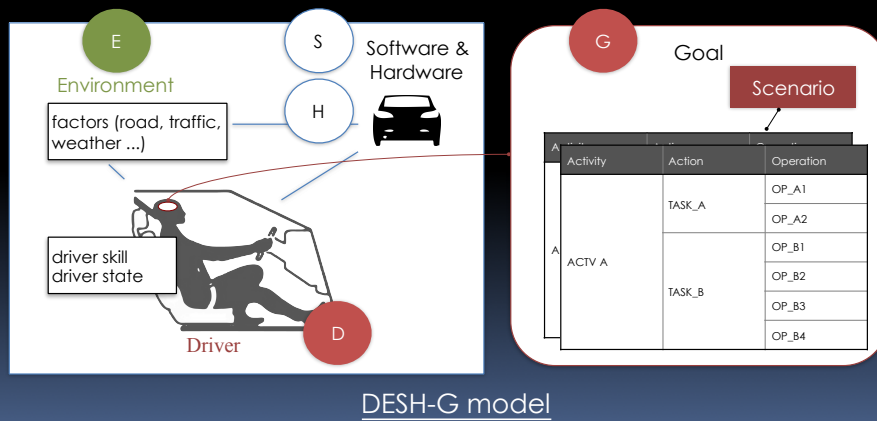 E
Environment
factors (road, traffic,
weather ...)
S
H
Software &
Hardware
driver skill
driver state
D
Driver
G
Goal
Scenario
Activity Action Operation
ACTV A
TASK_A
OP_A1
OP_A2
TASK_B
OP_B1
OP_B2
OP_B3
OP_B4
DESH-G model